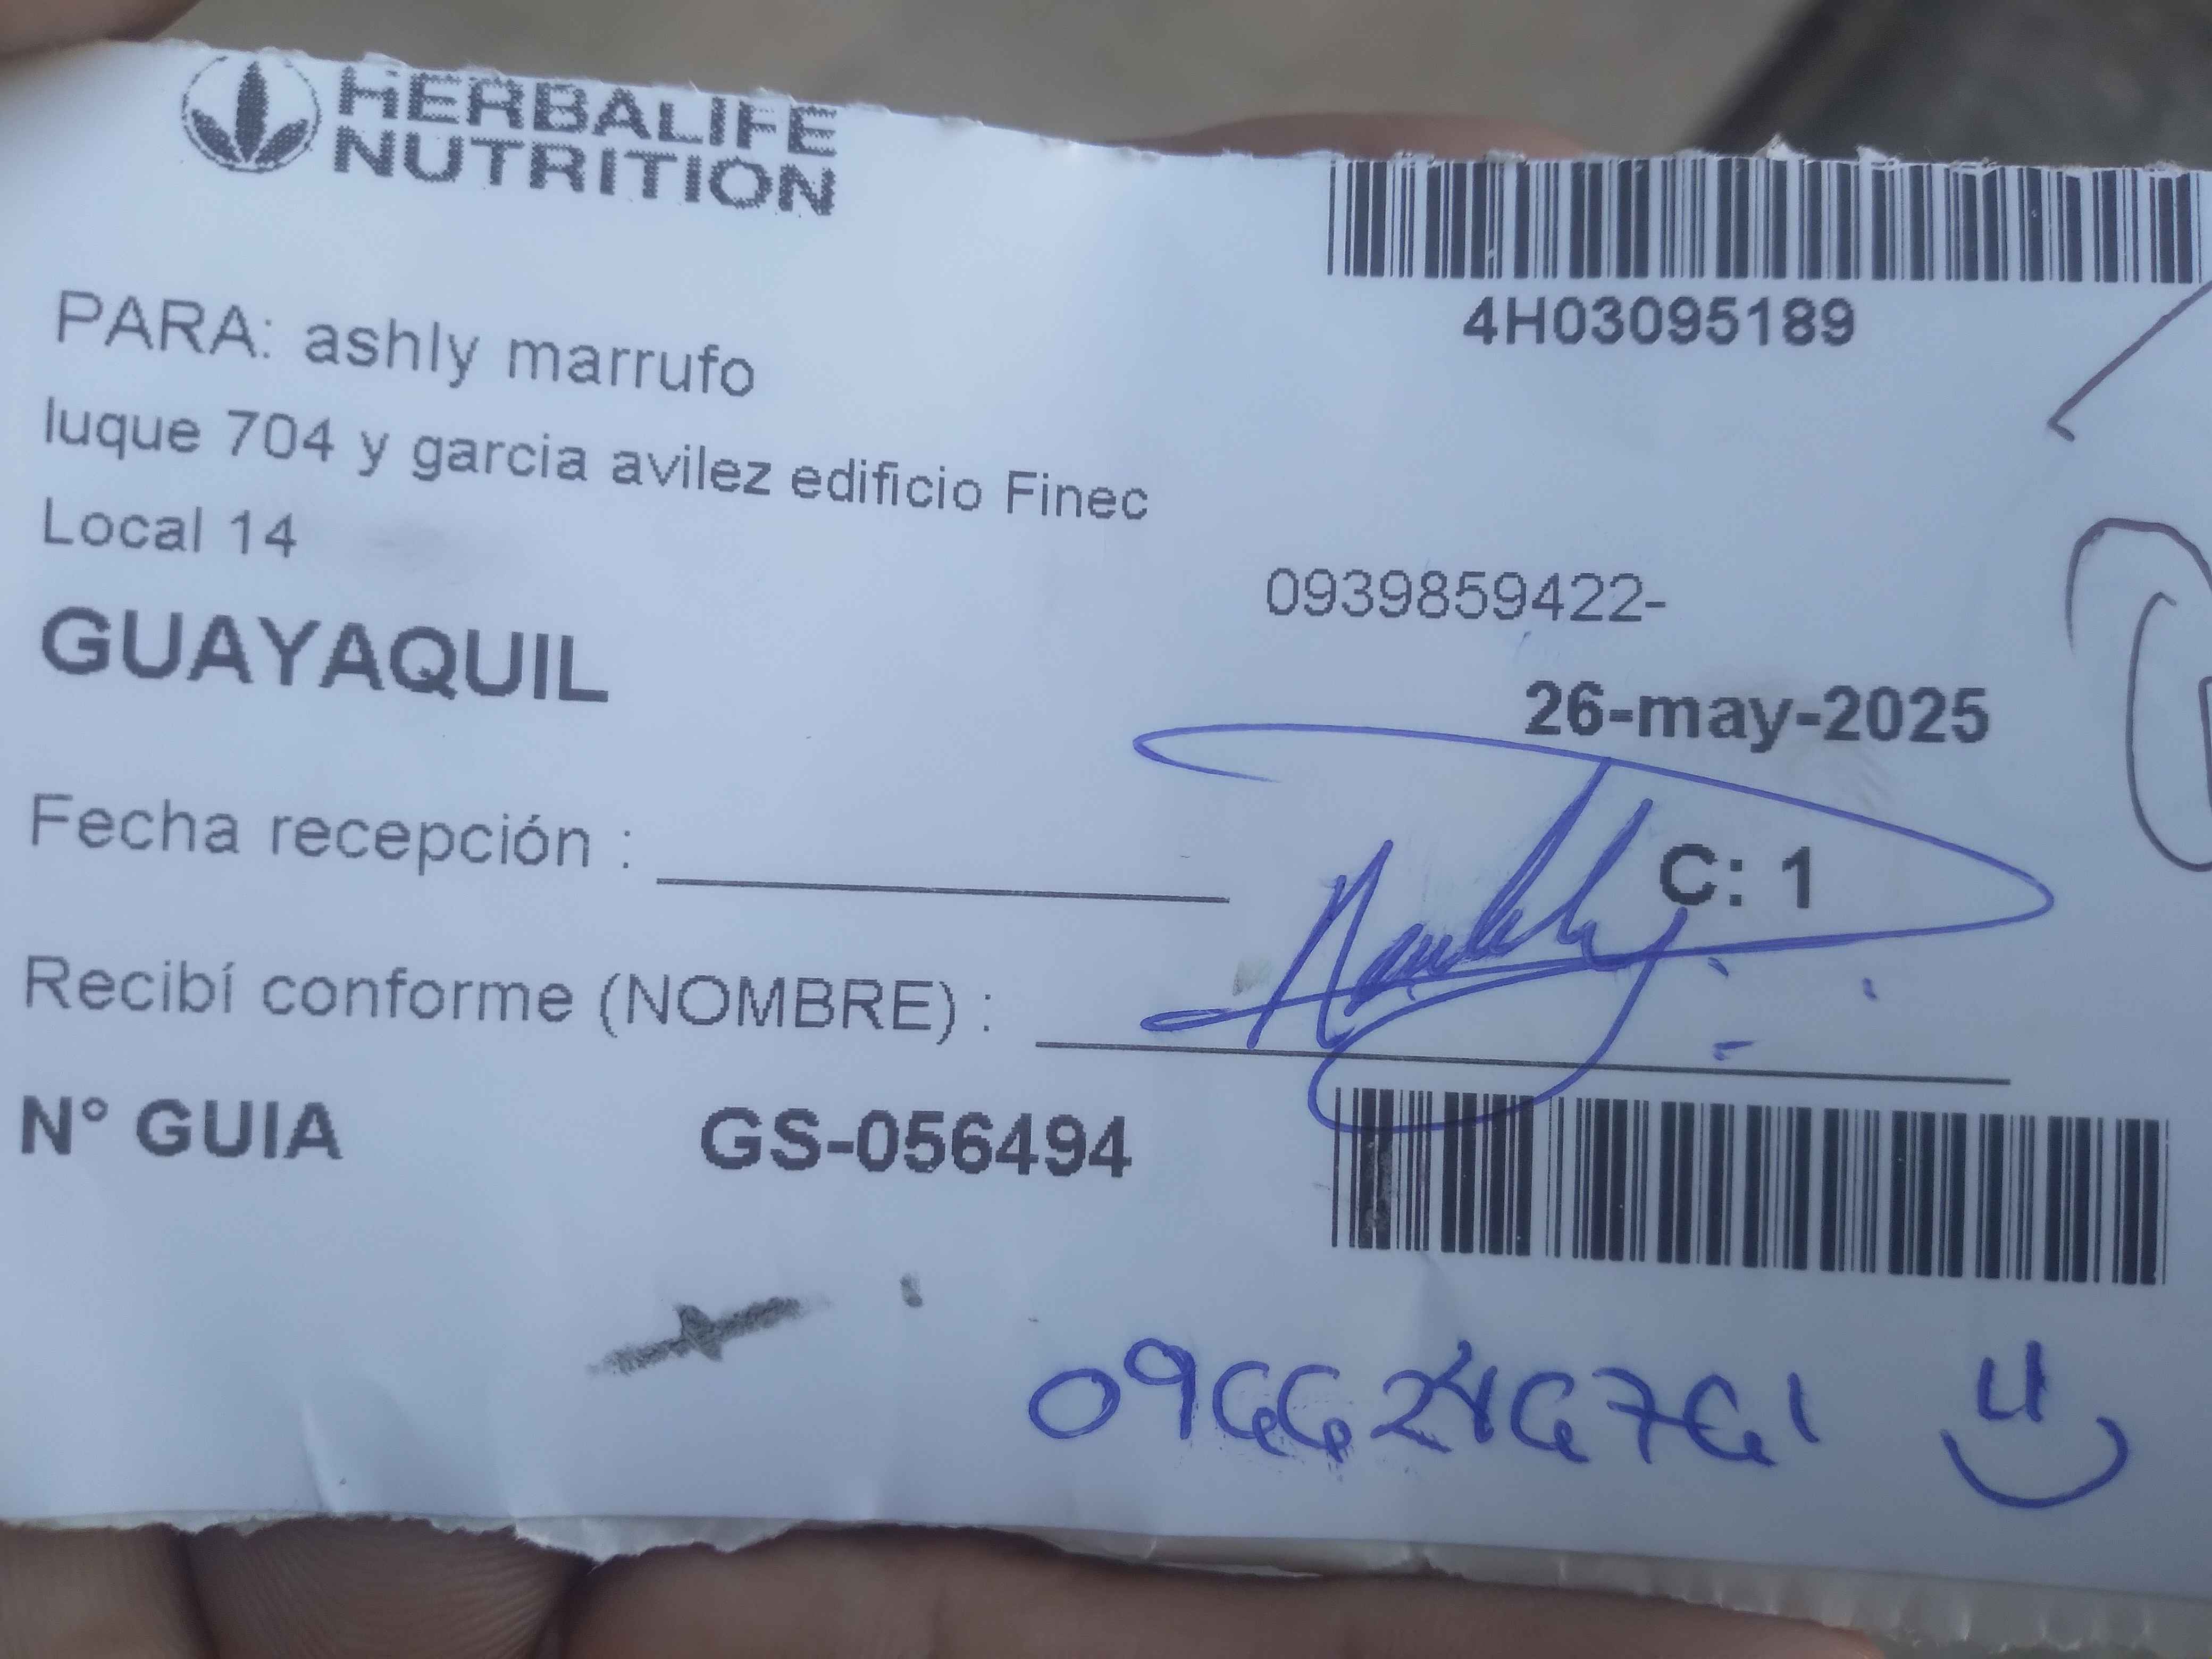 HERBALIFE
NUTRITION
4H03095189
PARA: ashly marrufo
luque 704 y garcia avilez edificio Finec
Local 14
0939859422-
GUAYAQUIL
26-may-2025
Fecha recepción :
C: 1
Recibí conforme (NOMBRE) :
N° GUIA GS-056494
0966246761